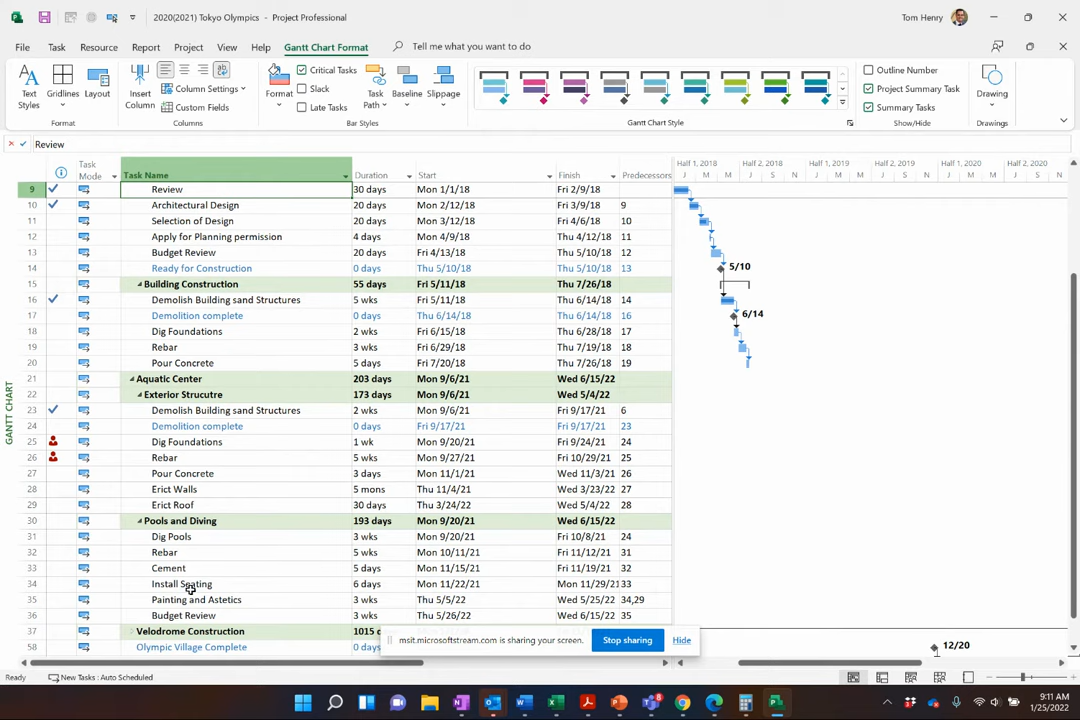 2020(2021) Tokyo Olympics - Project Professional
Tom Henry
File Task Resource Report Project View Help Gantt Chart Format Tell me what you want to do
Text Styles
Gridlines
Layout
Format
Insert Column
Column Settings
Custom Fields
Columns
Format
Critical Tasks
Slack
Late Tasks
Task Path
Baseline
Slippage
Bar Styles
Gantt Chart Style
Outline Number
Project Summary Task
Summary Tasks
Show/Hide
Drawing
Drawings
Review
Task Mode Task Name Duration Start Finish Predecessors
Half 1, 2018 Half 2, 2018 Half 1, 2019 Half 2, 2019 Half 1, 2020 Half 2, 2020
J M M J S N J M M J S N J M M J S N
9 Review 30 days Mon 1/1/18 Fri 2/9/18
10 Architectural Design 20 days Mon 2/12/18 Fri 3/9/18 9
11 Selection of Design 20 days Mon 3/12/18 Fri 4/6/18 10
12 Apply for Planning permission 4 days Mon 4/9/18 Thu 4/12/18 11
13 Budget Review 20 days Fri 4/13/18 Thu 5/10/18 12
Ready for Construction 0 days Thu 5/10/18 Thu 5/10/18 13 5/10
15 Building Construction 55 days Fri 5/11/18 Thu 7/26/18
16 Demolish Building sand Structures 5 wks Fri 5/11/18 Thu 6/14/18 14
17 Demolition complete 0 days Thu 6/14/18 Thu 6/14/18 16 6/14
18 Dig Foundations 2 wks Fri 6/15/18 Thu 6/28/18 17
19 Rebar 3 wks Fri 6/29/18 Thu 7/19/18 18
20 Pour Concrete 5 days Fri 7/20/18 Thu 7/26/18 19
21 Aquatic Center 203 days Mon 9/6/21 Wed 6/15/22
22 Exterior Strucutre 173 days Mon 9/6/21 Wed 5/4/22
23 Demolish Building sand Structures 2 wks Mon 9/6/21 Fri 9/17/21 6
24 Demolition complete 0 days Fri 9/17/21 Fri 9/17/21 23
25 Dig Foundations 1 wk Mon 9/20/21 Fri 9/24/21 24
26 Rebar 5 wks Mon 9/27/21 Fri 10/29/21 25
27 Pour Concrete 3 days Mon 11/1/21 Wed 11/3/21 26
28 Erict Walls 5 mons Thu 11/4/21 Wed 3/23/22 27
29 Erict Roof 30 days Thu 3/24/22 Wed 5/4/22 28
30 Pools and Diving 193 days Mon 9/20/21 Wed 6/15/22
31 Dig Pools 3 wks Mon 9/20/21 Fri 10/8/21 24
32 Rebar 5 wks Mon 10/11/21 Fri 11/12/21 31
33 Cement 5 days Mon 11/15/21 Fri 11/19/21 32
34 Install Seating 6 days Mon 11/22/21 Mon 11/29/21 33
35 Painting and Astetics 3 wks Thu 5/5/22 Wed 5/25/22 34,29
36 Budget Review 3 wks Thu 5/26/22 Wed 6/15/22 35
37 Velodrome Construction 1015 d
58 Olympic Village Complete 0 days 12/20
msit.microsoftstream.com is sharing your screen. Stop sharing Hide
GANTT CHART
Ready New Tasks : Auto Scheduled
9:11 AM
1/25/2022